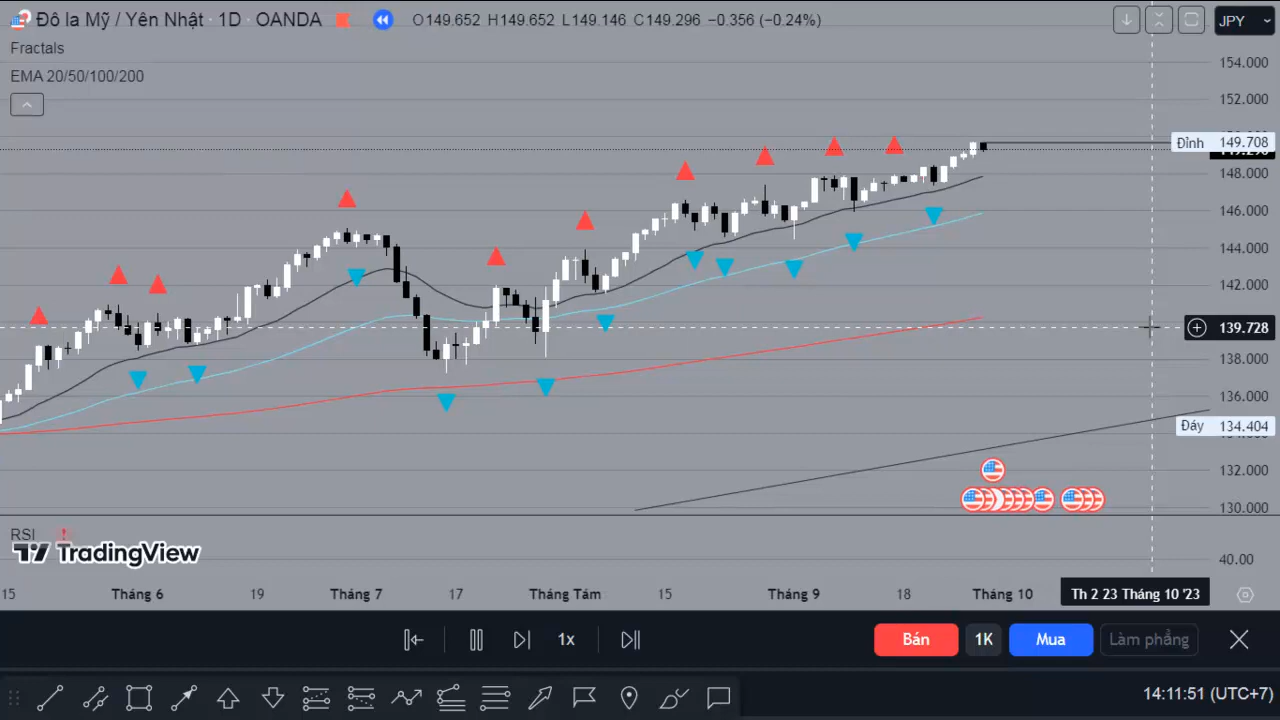 Đô la Mỹ / Yên Nhật · 1D · OANDA O149.652 H149.652 L149.146 C149.296 −0.356 (−0.24%) JPY
Fractals
EMA 20/50/100/200
154.000
152.000
Đỉnh 149.708
148.000
146.000
144.000
142.000
139.728
138.000
136.000
Đáy 134.404
132.000
130.000
RSI
TradingView
40.00
15 Tháng 6 19 Tháng 7 17 Tháng Tám 15 Tháng 9 18 Tháng 10 Th 2 23 Tháng 10 '23
1x Bán 1K Mua Làm phẳng
14:11:51 (UTC+7)